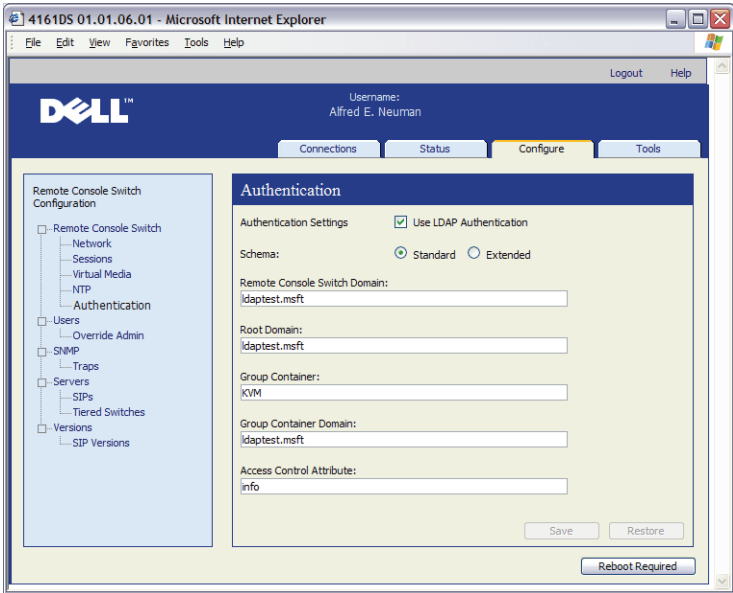 4161DS 01.01.06.01 - Microsoft Internet Explorer
File Edit View Favorites Tools Help
Logout Help
DELL™
Username:
Alfred E. Neuman
Connections Status Configure Tools
Remote Console Switch
Configuration
Remote Console Switch
Network
Sessions
Virtual Media
NTP
Authentication
Users
Override Admin
SNMP
Traps
Servers
SIPs
Tiered Switches
Versions
SIP Versions
Authentication
Authentication Settings Use LDAP Authentication
Schema: Standard Extended
Remote Console Switch Domain:
ldaptest.msft
Root Domain:
ldaptest.msft
Group Container:
KVM
Group Container Domain:
ldaptest.msft
Access Control Attribute:
info
Save Restore
Reboot Required